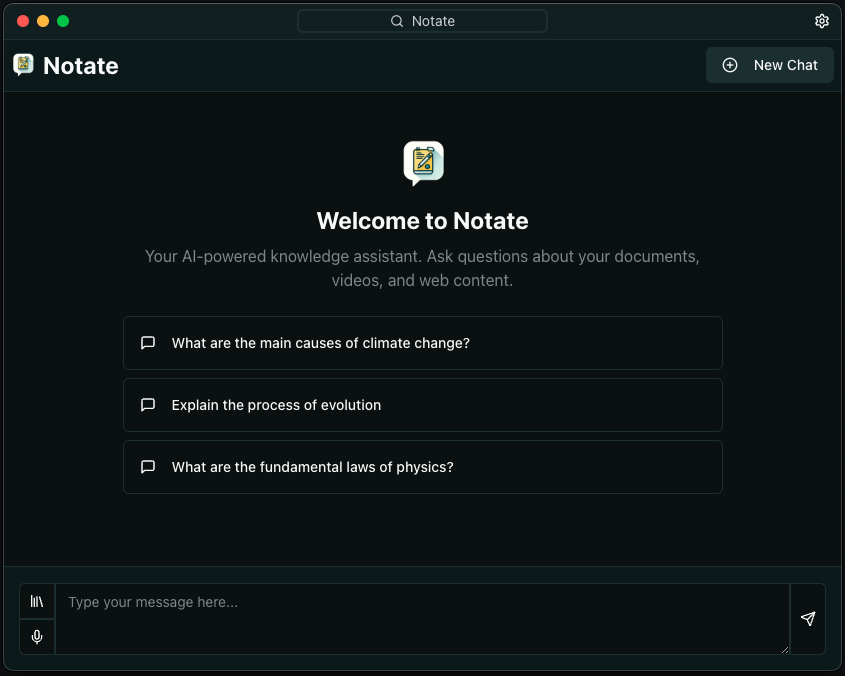 Notate
Notate
New Chat
Welcome to Notate
Your AI-powered knowledge assistant. Ask questions about your documents,
videos, and web content.
What are the main causes of climate change?
Explain the process of evolution
What are the fundamental laws of physics?
Type your message here...